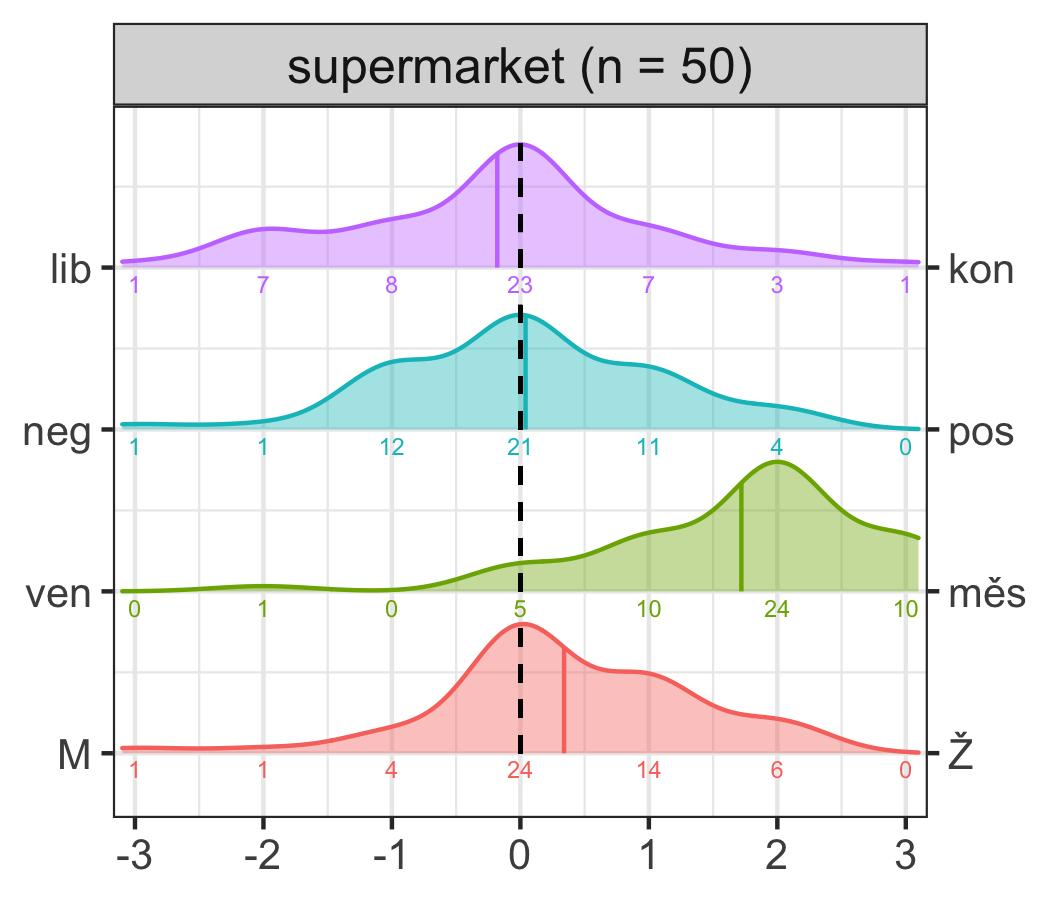 supermarket (n = 50)
lib kon
1 7 8 23 7 3 1
neg pos
1 1 12 21 11 4 0
ven měs
0 1 0 5 10 24 10
M Ž
1 1 4 24 14 6 0
-3 -2 -1 0 1 2 3